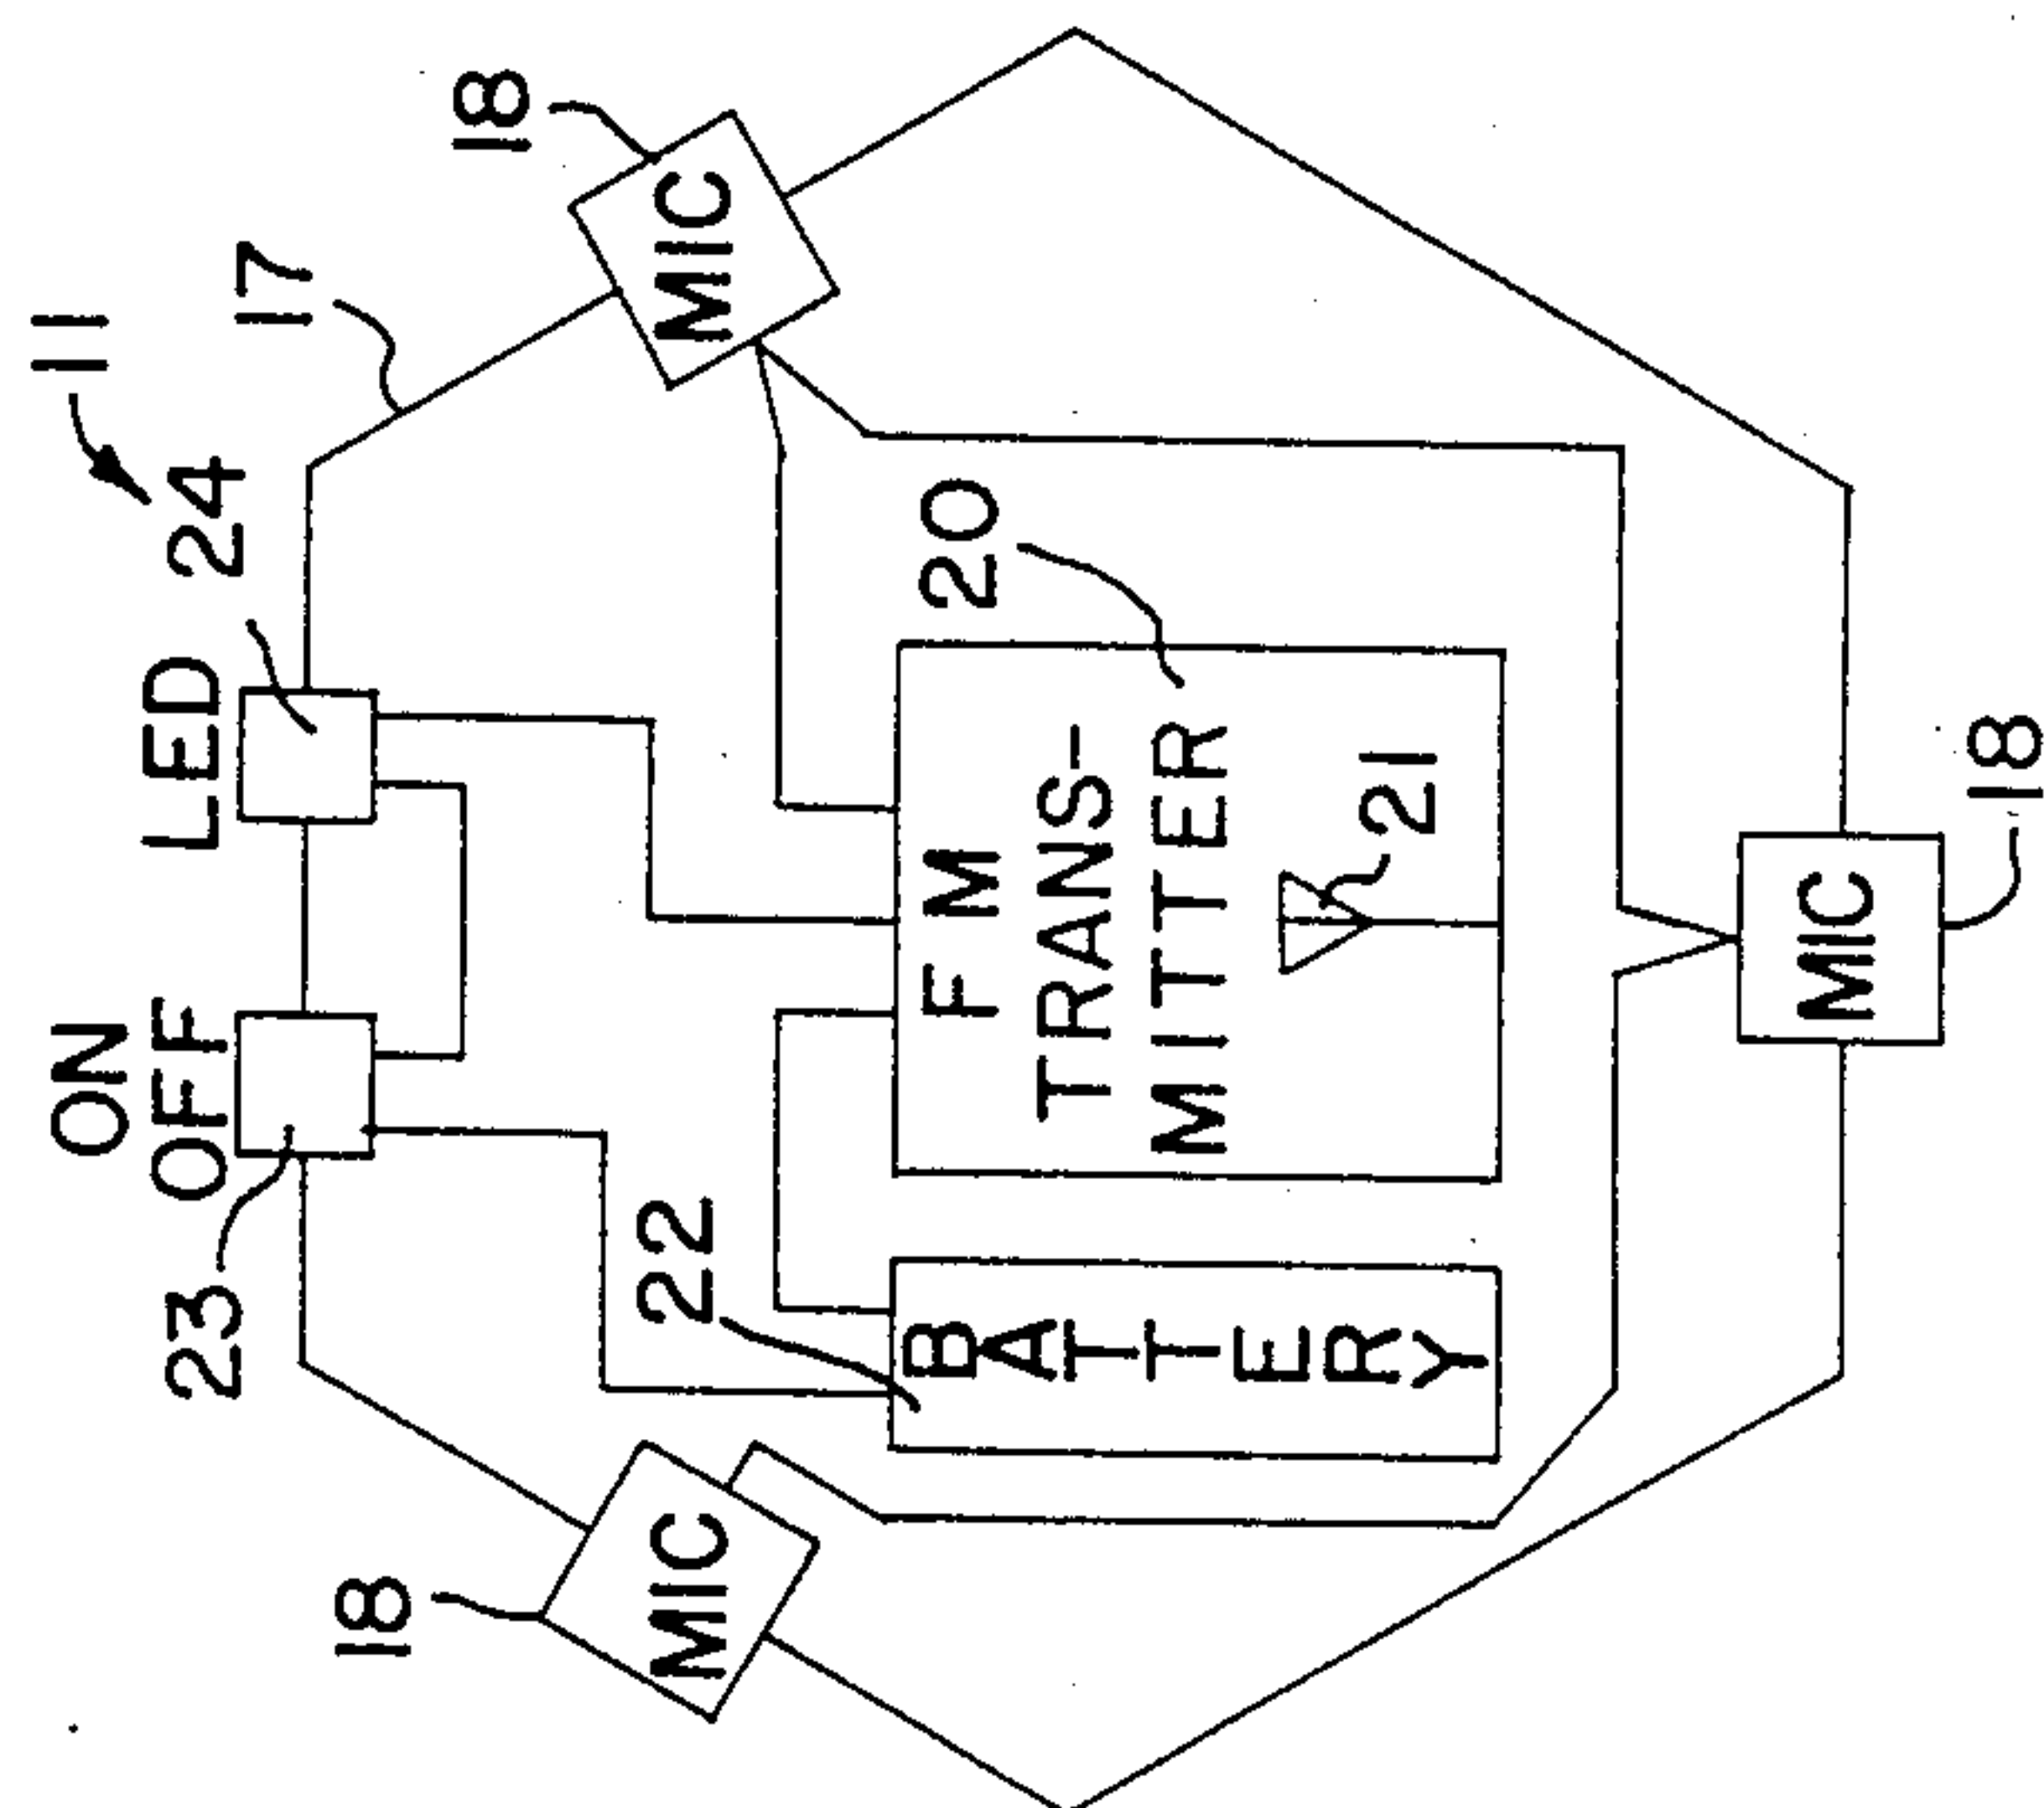 11
ON
OFF
LED
23
24
17
18
18
22
MIC
MIC
20
BATTERY
FM
TRANS-
MITTER
21
MIC
18